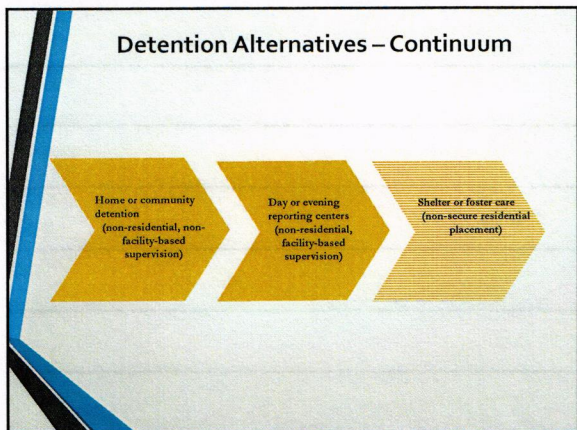 Detention Alternatives – Continuum
Home or community
detention
(non-residential, non-
facility-based
supervision)
Day or evening
reporting centers
(non-residential,
facility-based
supervision)
Shelter or foster care
(non-secure residential
placement)